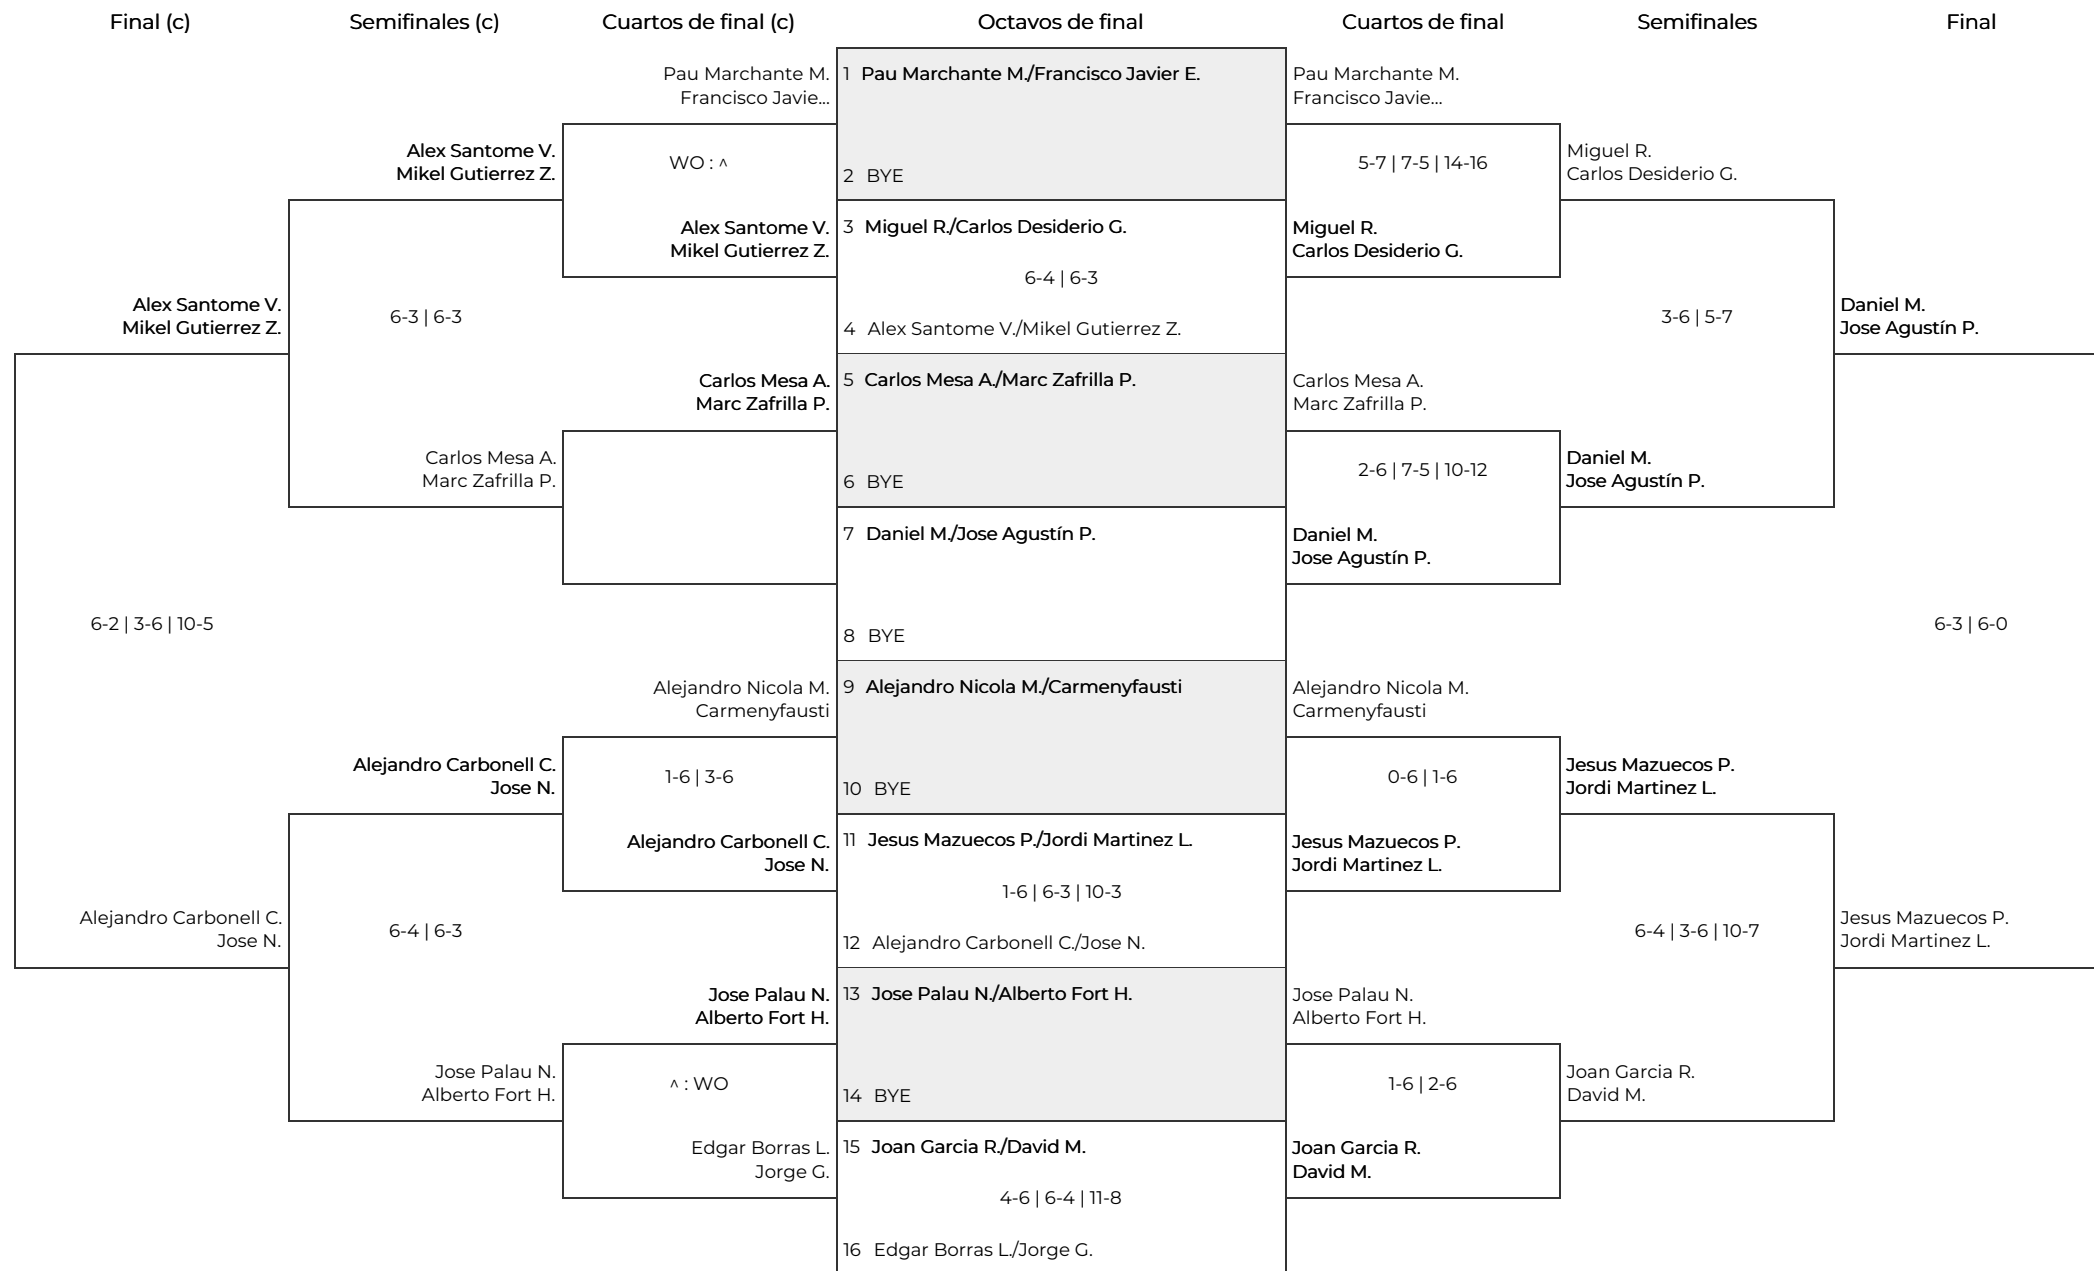 Final (c)
Semifinales (c)
Cuartos de final (c)
Octavos de final
Cuartos de final
Semifinales
Final
Alex Santome V.
Mikel Gutierrez Z.
6-2 | 3-6 | 10-5
Alejandro Carbonell C.
Jose N.
Alex Santome V.
Mikel Gutierrez Z.
6-3 | 6-3
Carlos Mesa A.
Marc Zafrilla P.
Alejandro Carbonell C.
Jose N.
6-4 | 6-3
Jose Palau N.
Alberto Fort H.
Pau Marchante M.
Francisco Javie...
WO : ^
Alex Santome V.
Mikel Gutierrez Z.
Carlos Mesa A.
Marc Zafrilla P.
Alejandro Nicola M.
Carmenyfausti
1-6 | 3-6
Alejandro Carbonell C.
Jose N.
Jose Palau N.
Alberto Fort H.
^ : WO
Edgar Borras L.
Jorge G.
1 Pau Marchante M./Francisco Javier E.
2 BYE
3 Miguel R./Carlos Desiderio G.
6-4 | 6-3
4 Alex Santome V./Mikel Gutierrez Z.
5 Carlos Mesa A./Marc Zafrilla P.
6 BYE
7 Daniel M./Jose Agustín P.
8 BYE
9 Alejandro Nicola M./Carmenyfausti
10 BYE
11 Jesus Mazuecos P./Jordi Martinez L.
1-6 | 6-3 | 10-3
12 Alejandro Carbonell C./Jose N.
13 Jose Palau N./Alberto Fort H.
14 BYE
15 Joan Garcia R./David M.
4-6 | 6-4 | 11-8
16 Edgar Borras L./Jorge G.
Pau Marchante M.
Francisco Javie...
5-7 | 7-5 | 14-16
Miguel R.
Carlos Desiderio G.
Carlos Mesa A.
Marc Zafrilla P.
2-6 | 7-5 | 10-12
Daniel M.
Jose Agustín P.
Alejandro Nicola M.
Carmenyfausti
0-6 | 1-6
Jesus Mazuecos P.
Jordi Martinez L.
Jose Palau N.
Alberto Fort H.
1-6 | 2-6
Joan Garcia R.
David M.
Miguel R.
Carlos Desiderio G.
3-6 | 5-7
Daniel M.
Jose Agustín P.
Jesus Mazuecos P.
Jordi Martinez L.
6-4 | 3-6 | 10-7
Joan Garcia R.
David M.
Daniel M.
Jose Agustín P.
6-3 | 6-0
Jesus Mazuecos P.
Jordi Martinez L.